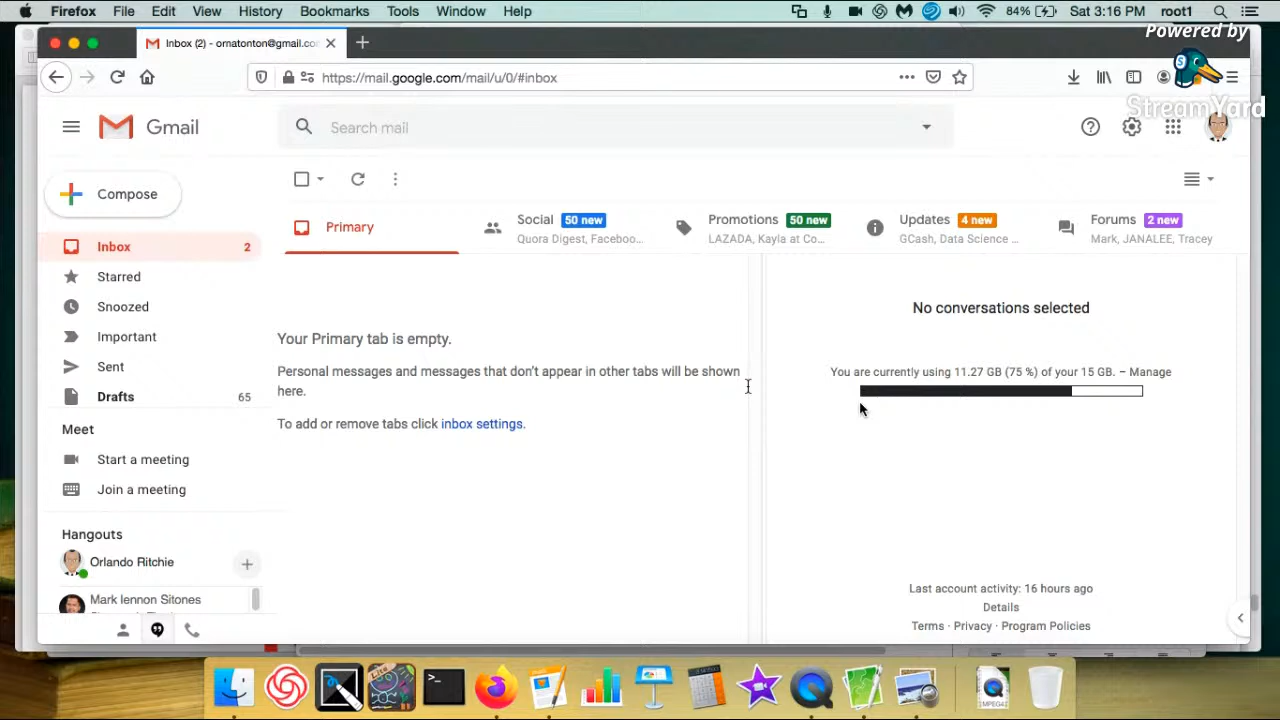 Firefox File Edit View History Bookmarks Tools Window Help 84% Sat 3:16 PM root1
Powered by
StreamYard
Inbox (2) - ornatonton@gmail.co
https://mail.google.com/mail/u/0/#inbox
Gmail
Search mail
Compose
Primary
Social 50 new
Quora Digest, Faceboo...
Promotions 50 new
LAZADA, Kayla at Co...
Updates 4 new
GCash, Data Science ...
Forums 2 new
Mark, JANALEE, Tracey
Inbox 2
Starred
Snoozed
Important
Sent
Drafts 65
Meet
Start a meeting
Join a meeting
Hangouts
Orlando Ritchie
Mark lennon Sitones
Your Primary tab is empty.
Personal messages and messages that don't appear in other tabs will be shown
here.
To add or remove tabs click inbox settings.
No conversations selected
You are currently using 11.27 GB (75 %) of your 15 GB. – Manage
Last account activity: 16 hours ago
Details
Terms · Privacy · Program Policies